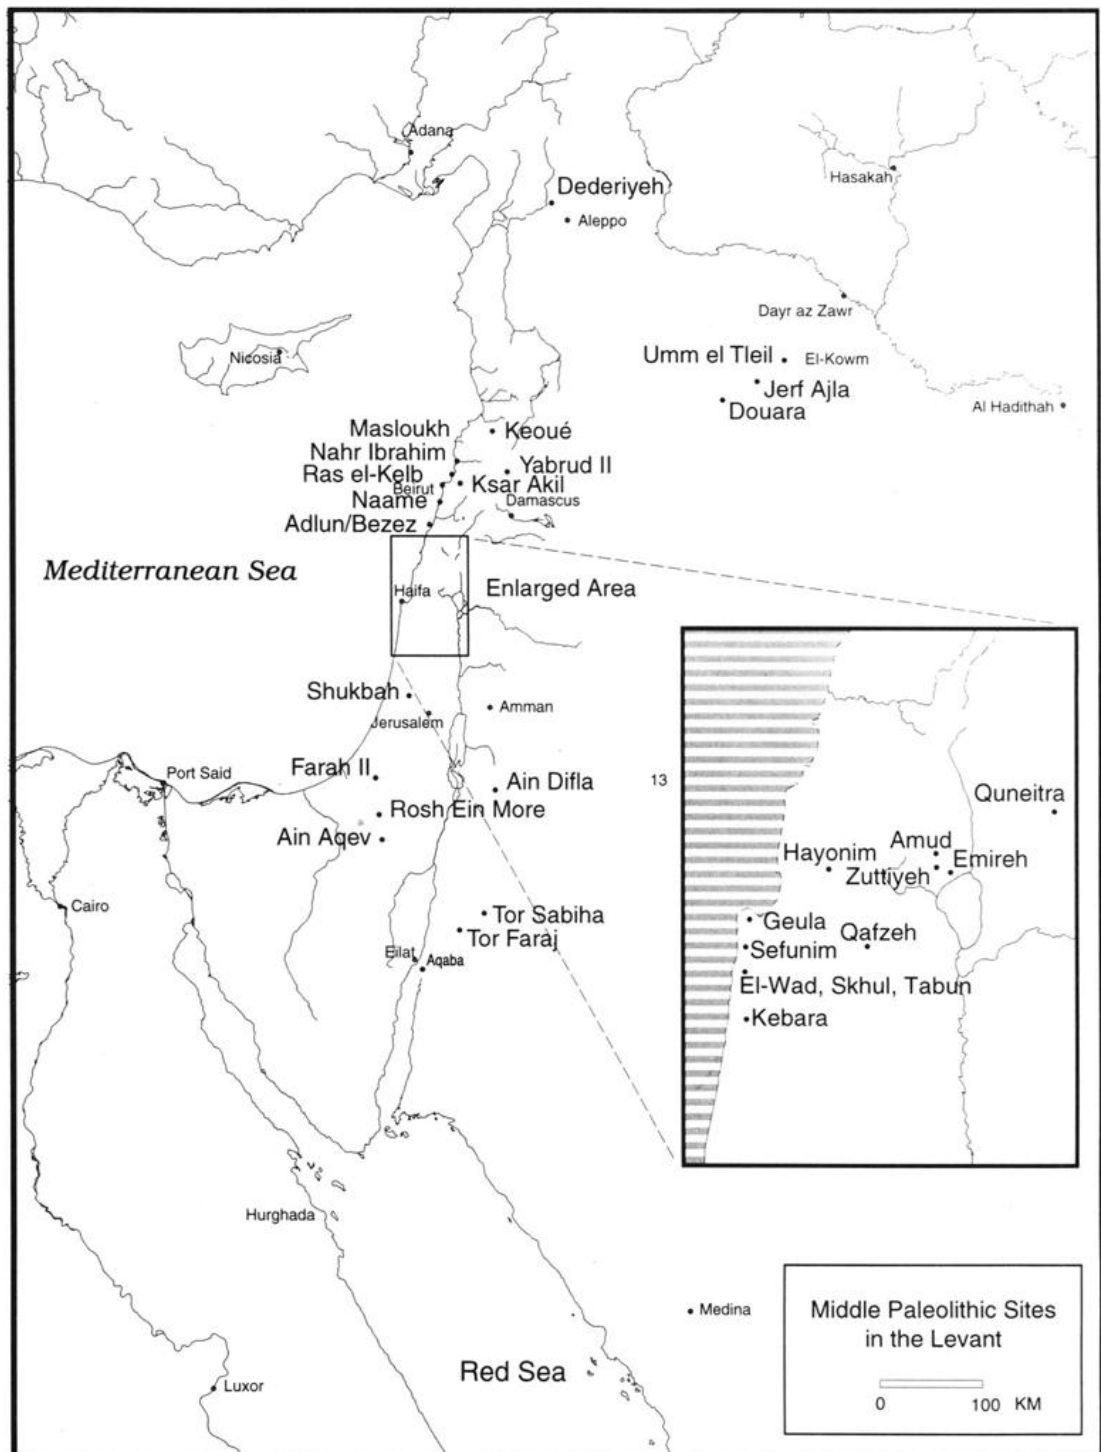 Adana
Hasakah
Dederiyeh
Aleppo
Dayr az Zawr
Nicosia
Umm el Tleil
El-Kowm
Jerf Ajla
Douara
Al Hadithah
Masloukh
Keoué
Nahr Ibrahim
Yabrud II
Ras el-Kelb
Beirut
Ksar Akil
Naame
Damascus
Adlun/Bezez
Mediterranean Sea
Haifa
Enlarged Area
Shukbah
Jerusalem
Amman
Port Said
Farah II
Ain Difla
13
Rosh Ein More
Ain Aqev
Quneitra
Amud
Hayonim
Emireh
Zuttiyeh
Geula
Qafzeh
Sefunim
El-Wad, Skhul, Tabun
Kebara
Cairo
Tor Sabiha
Tor Faraj
Eilat
Aqaba
Hurghada
Medina
Middle Paleolithic Sites
in the Levant
0 100 KM
Red Sea
Luxor